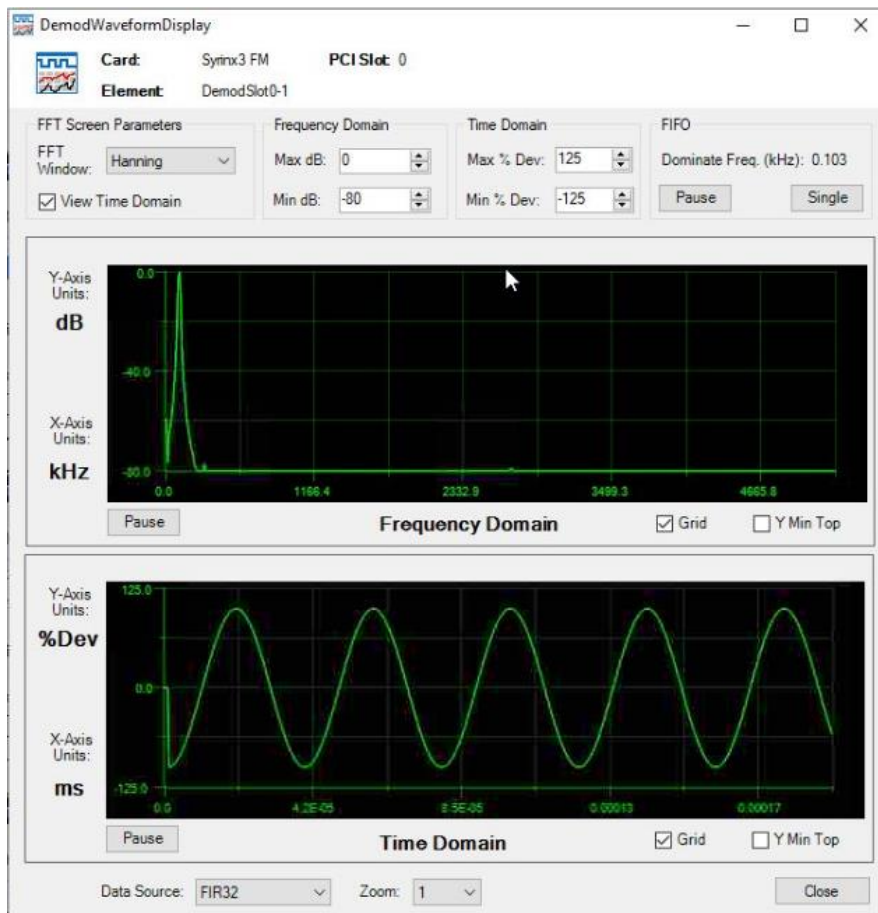 DemodWaveformDisplay
Card: Syrinx3 FM PCI Slot: 0
Element: DemodSlot0-1
FFT Screen Parameters
FFT Window: Hanning
View Time Domain
Frequency Domain
Max dB: 0
Min dB: -80
Time Domain
Max % Dev: 125
Min % Dev: -125
FIFO
Dominate Freq. (kHz): 0.103
Pause Single
Y-Axis
Units:
dB
X-Axis
Units:
kHz
0.0
-40.0
-80.0
0.0 1166.4 2332.9 3499.3 4665.8
Pause Frequency Domain Grid Y Min Top
Y-Axis
Units:
%Dev
X-Axis
Units:
ms
125.0
0.0
-125.0
0.0 4.2E-05 8.5E-05 0.00013 0.00017
Pause Time Domain Grid Y Min Top
Data Source: FIR32 Zoom: 1 Close